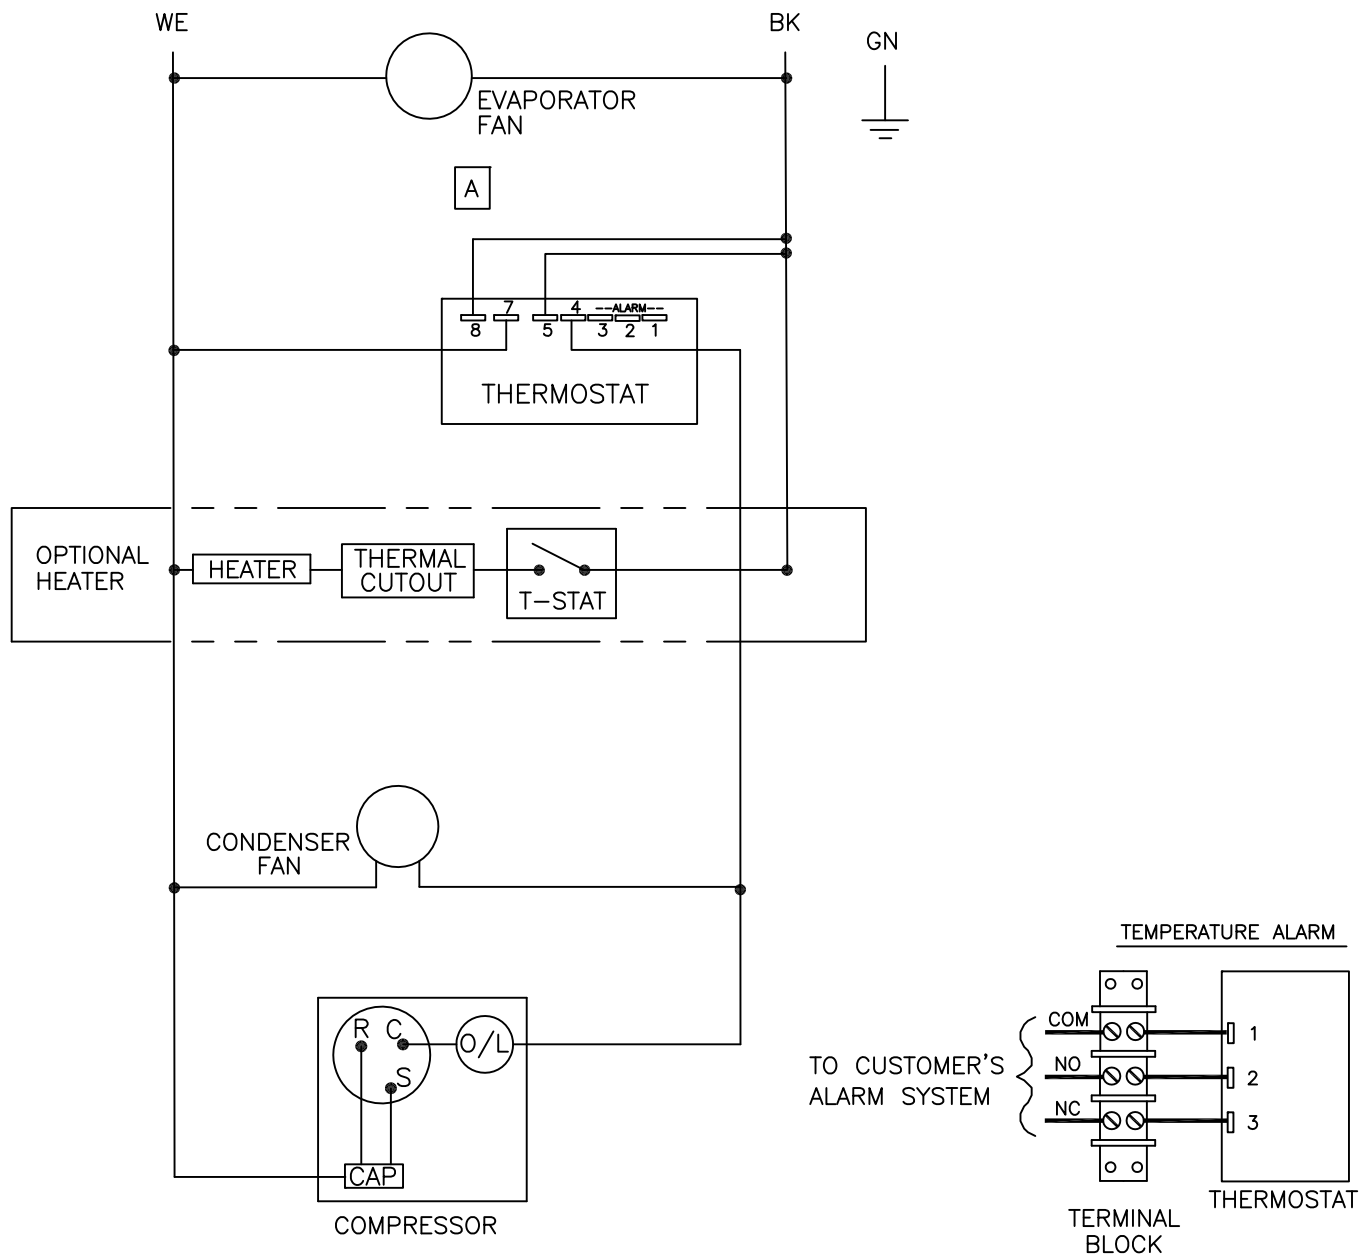 WE
BK
GN
EVAPORATOR
FAN
A
7
4
--ALARM--
8
5
3
2
1
THERMOSTAT
OPTIONAL
HEATER
HEATER
THERMAL
CUTOUT
T-STAT
CONDENSER
FAN
R
C
O/L
S
CAP
COMPRESSOR
TEMPERATURE ALARM
TO CUSTOMER'S
ALARM SYSTEM
COM
NO
NC
1
2
3
TERMINAL
BLOCK
THERMOSTAT